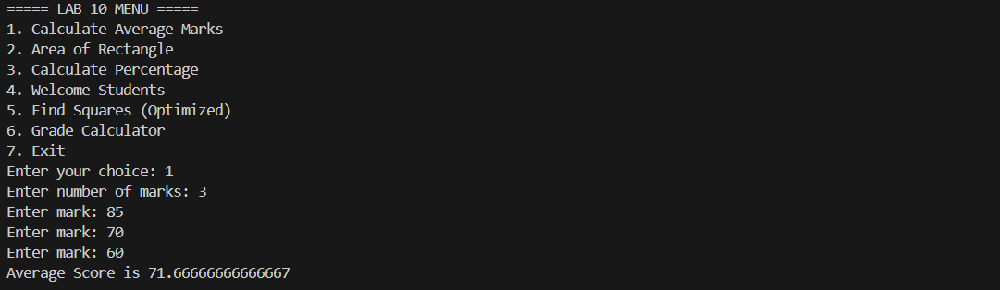 ===== LAB 10 MENU =====
1. Calculate Average Marks
2. Area of Rectangle
3. Calculate Percentage
4. Welcome Students
5. Find Squares (Optimized)
6. Grade Calculator
7. Exit
Enter your choice: 1
Enter number of marks: 3
Enter mark: 85
Enter mark: 70
Enter mark: 60
Average Score is 71.66666666666667